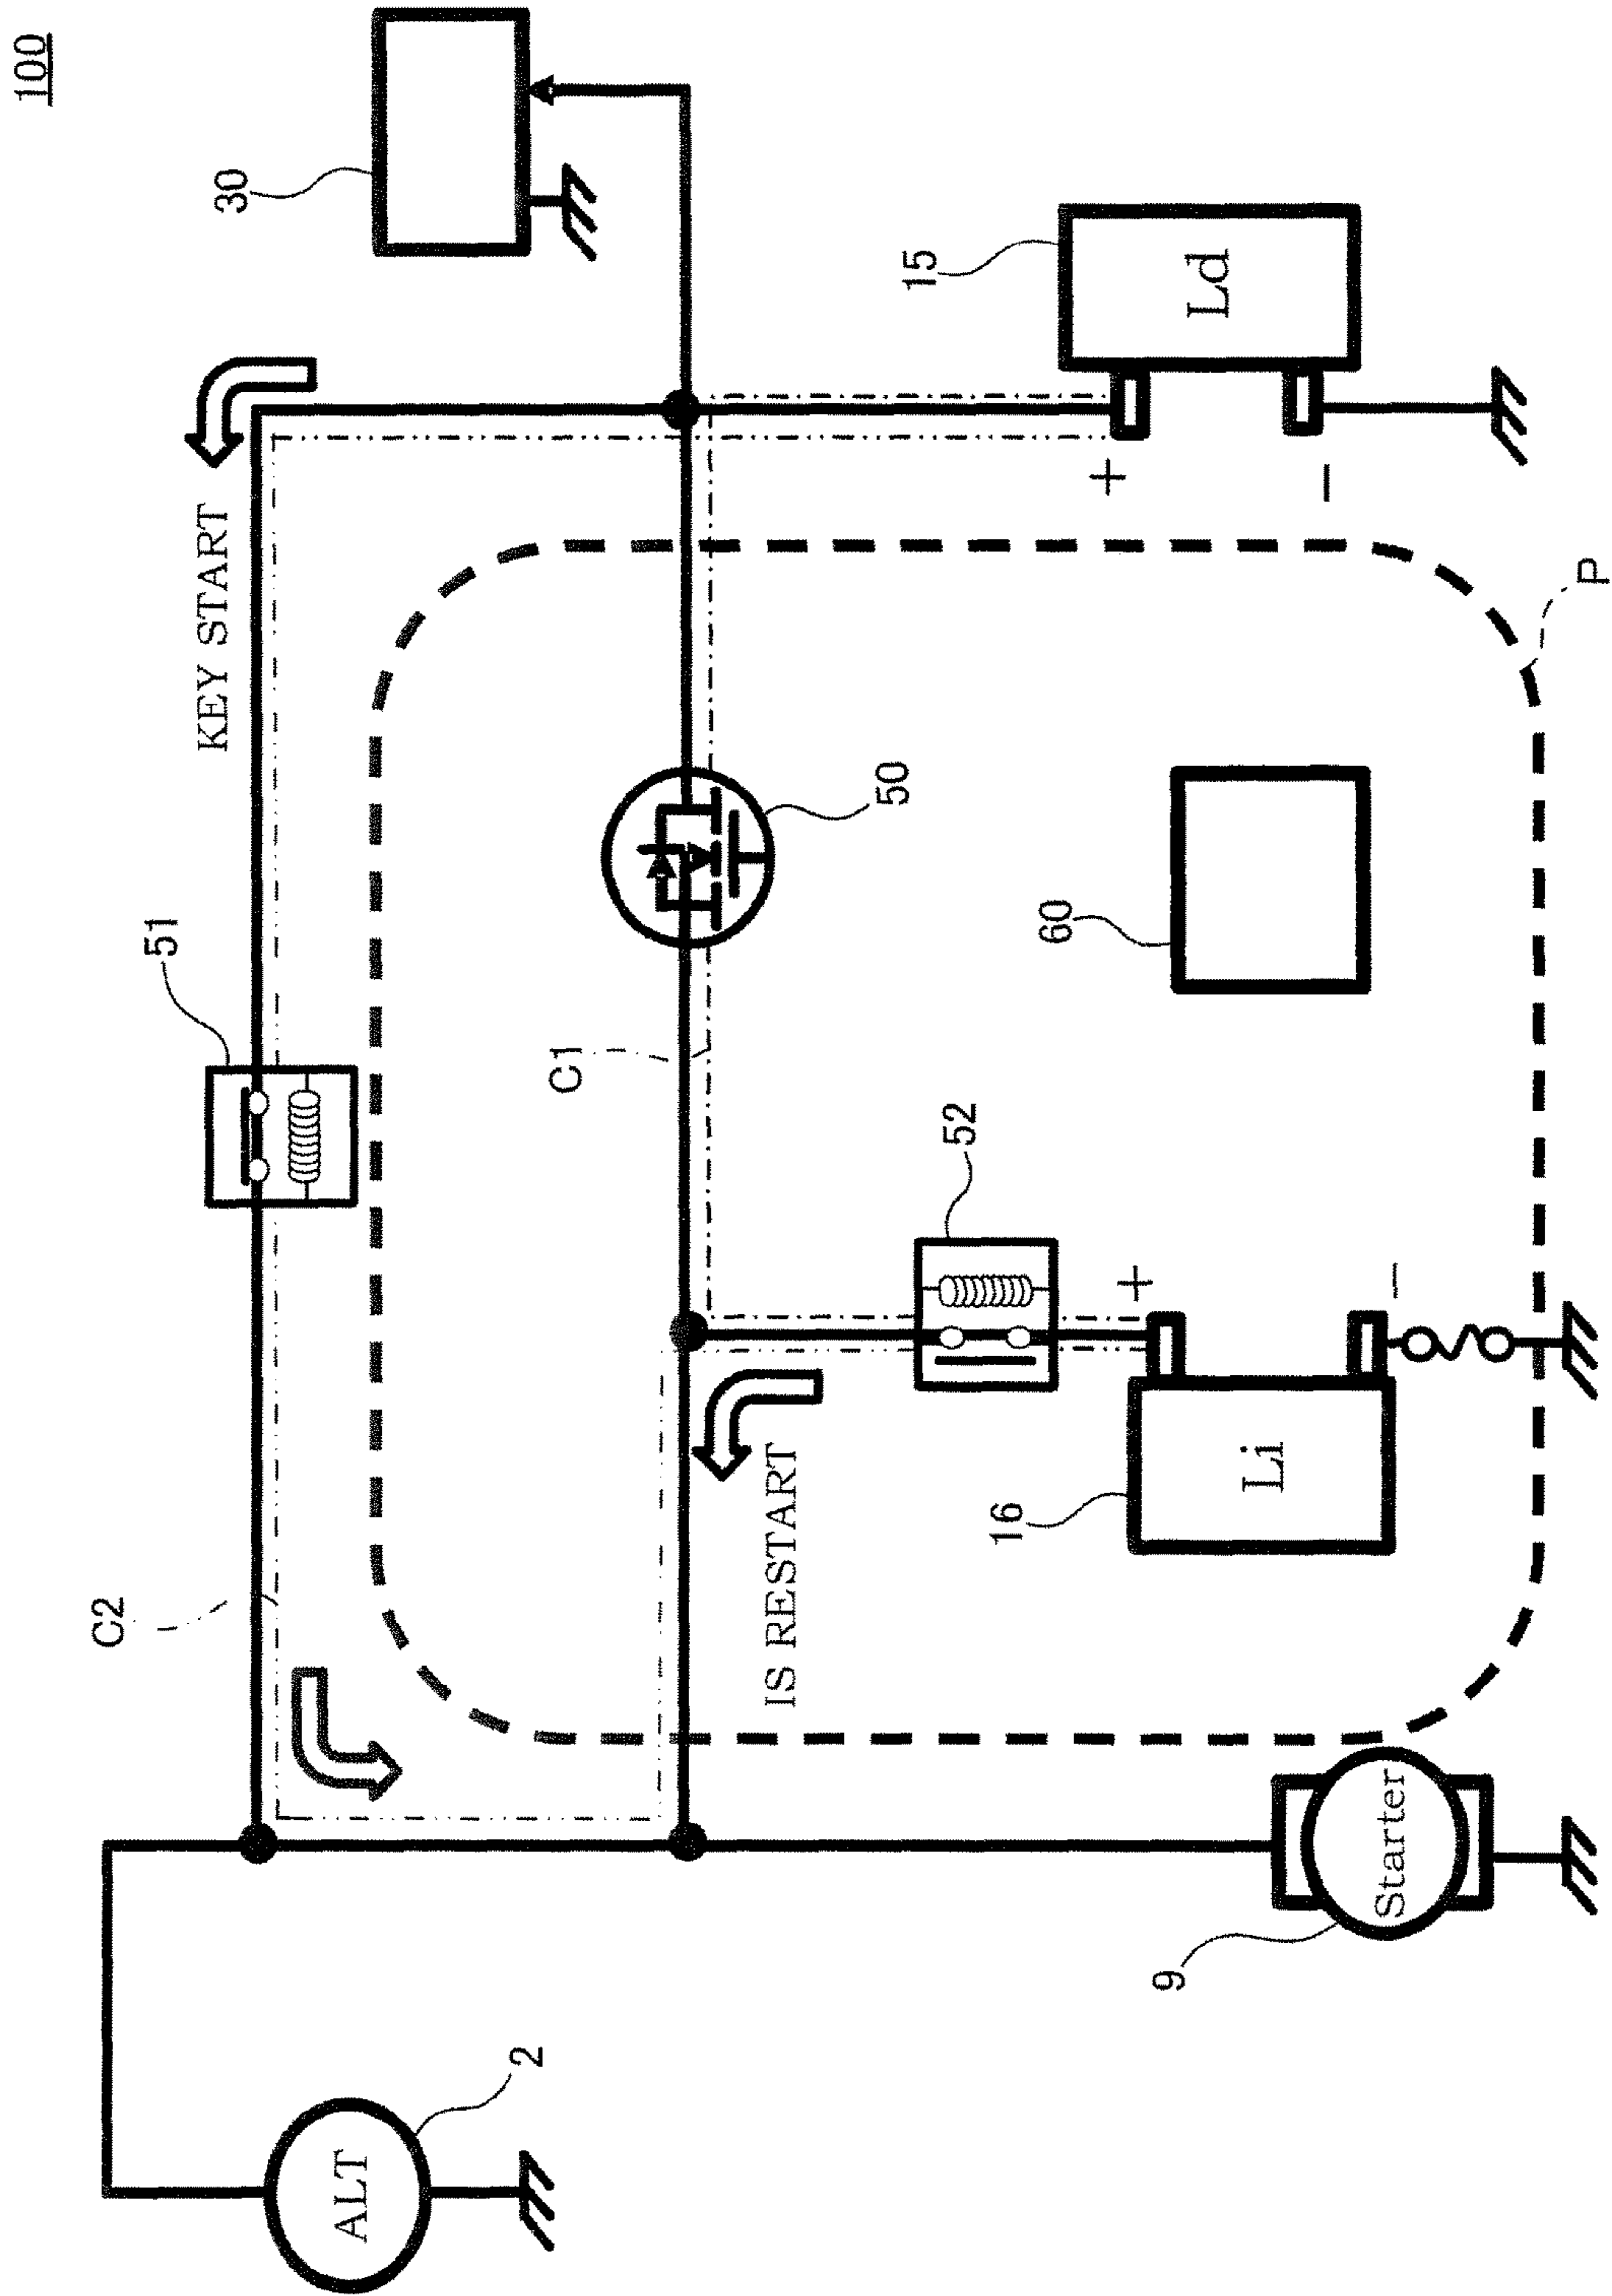 100
C2
51
KEY START
30
ALT
2
C1
IS RESTART
50
15
52
16
60
+
+
9
Ld
Li
−
Starter
−
P